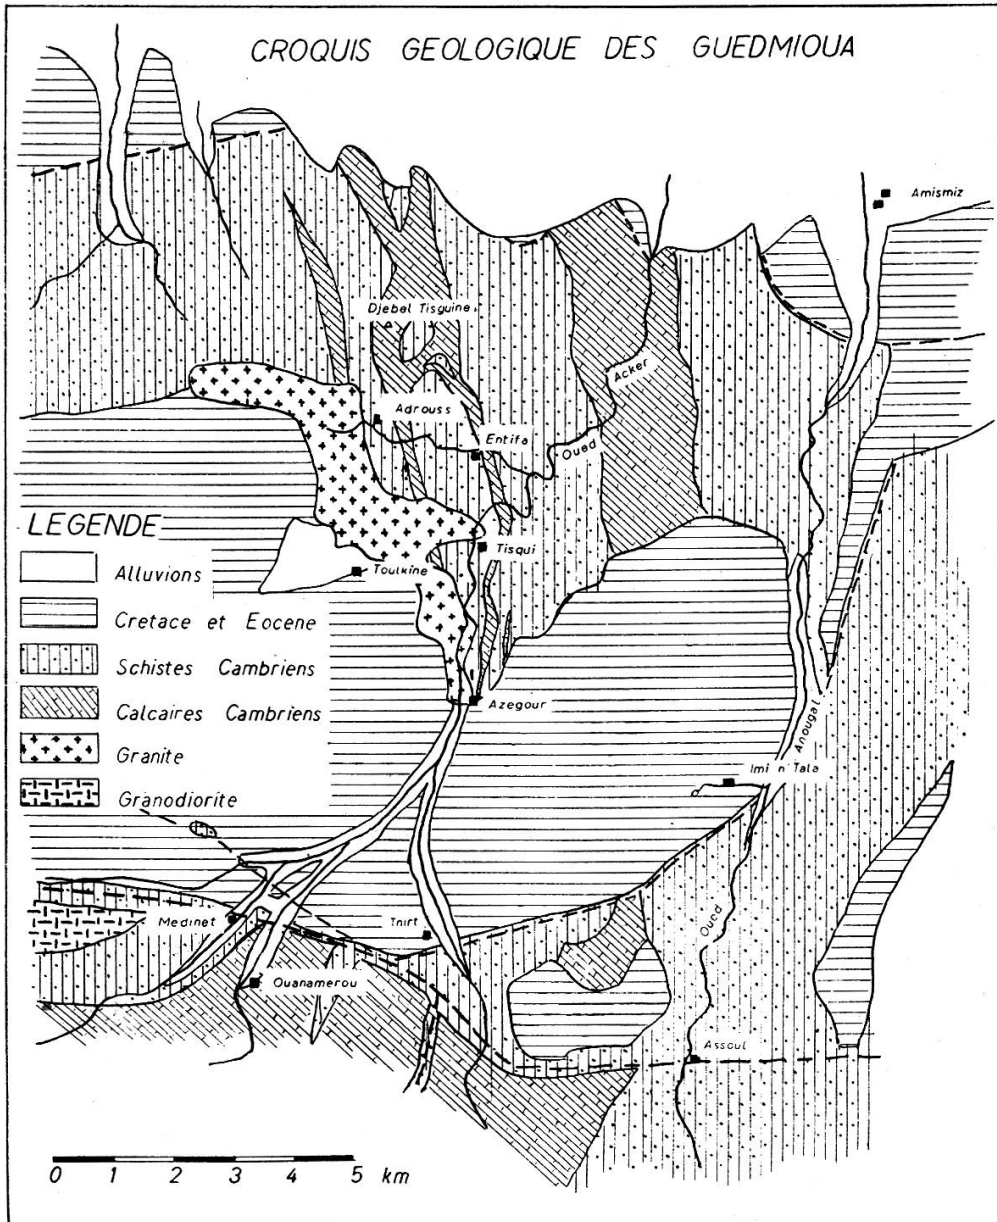 CROQUIS GEOLOGIQUE DES GUEDMIOUA
Amismiz
Djebel Tisguine
Acker
Adrouss
Entifa
Oued
LEGENDE
Tisqui
Alluvions
Toulkine
Cretace et Eocene
Schistes Cambriens
Calcaires Cambriens
Azegour
Anougal
Granite
Imi n'Tala
Granodiorite
Oued
Medinet
Tnirt
Ouanamerou
Assoul
0 1 2 3 4 5 km